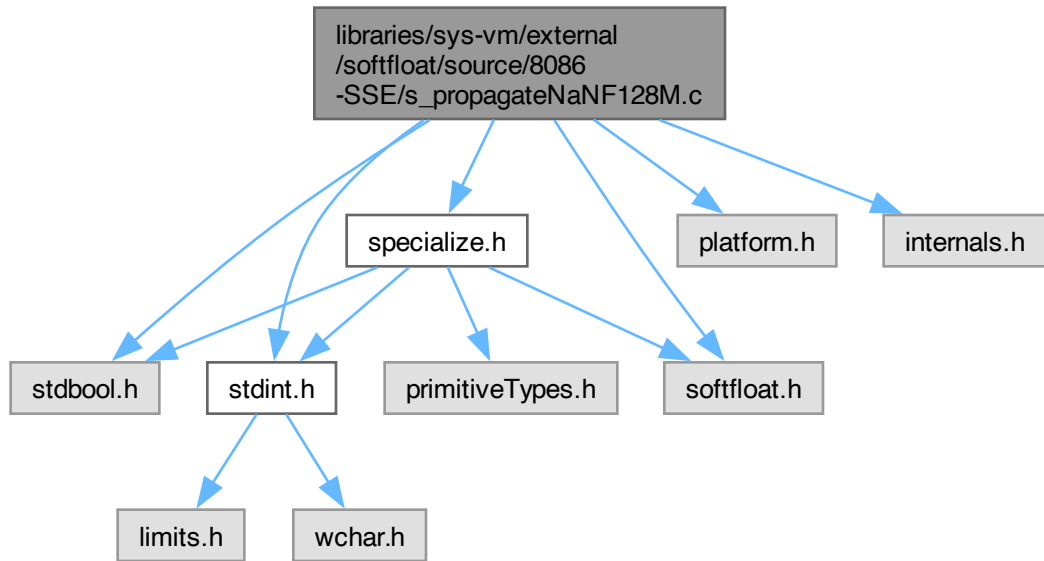 libraries/sys-vm/external
/softfloat/source/8086
-SSE/s_propagateNaNF128M.c
specialize.h
platform.h
internals.h
stdbool.h
stdint.h
primitiveTypes.h
softfloat.h
limits.h
wchar.h